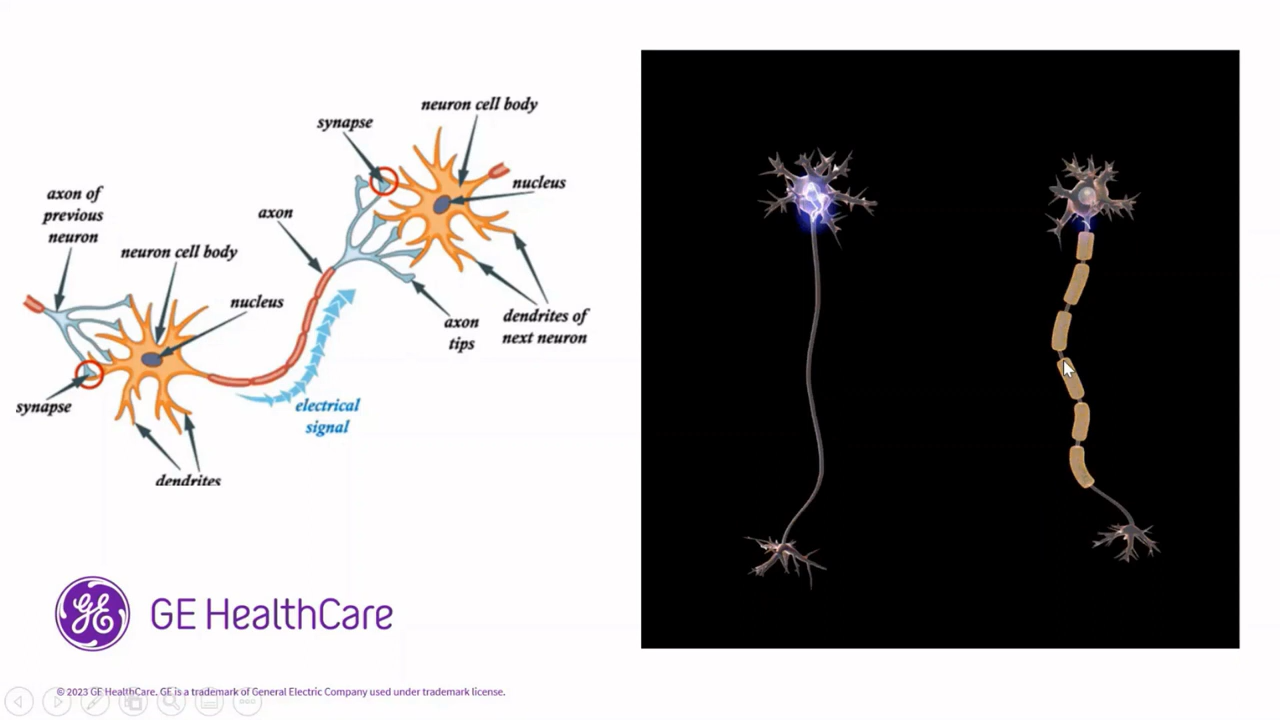 neuron cell body
synapse
nucleus
axon of
previous
neuron
axon
neuron cell body
nucleus
axon
tips
dendrites of
next neuron
synapse
electrical
signal
dendrites
GE
GE HealthCare
© 2023 GE HealthCare. GE is a trademark of General Electric Company used under trademark license.